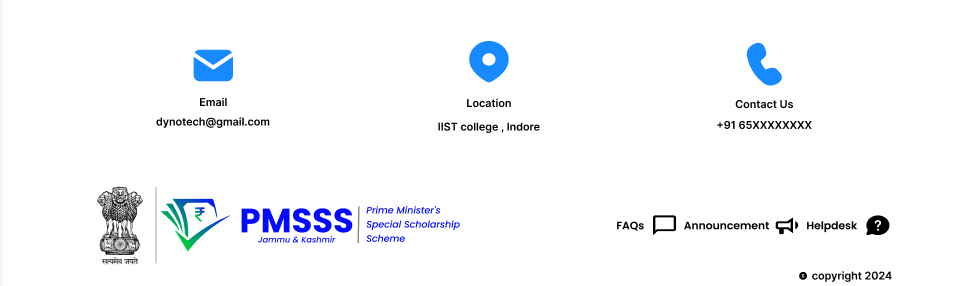 Email
dynotech@gmail.com
Location
IIST college , Indore
Contact Us
+91 65XXXXXXXX
सत्यमेव जयते
₹
PMSSS
Jammu & Kashmir
Prime Minister's
Special Scholarship
Scheme
FAQs
Announcement
Helpdesk
?
© copyright 2024